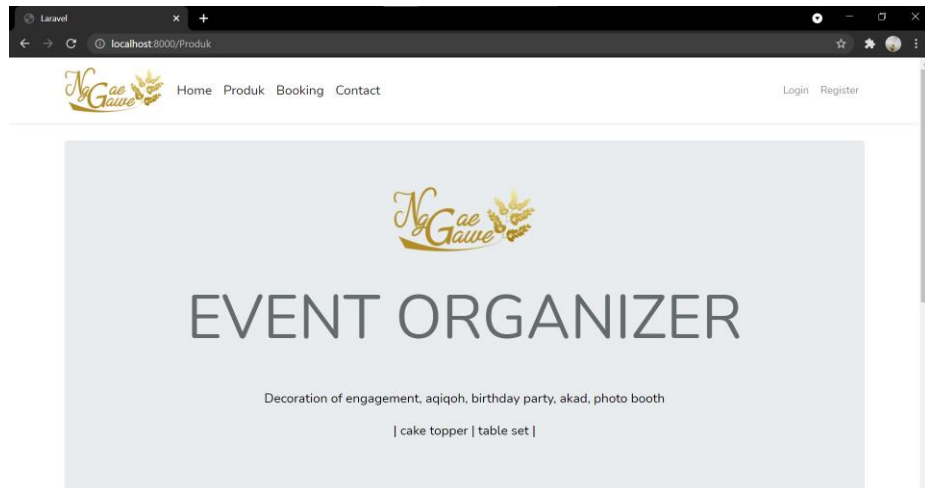 Laravel
localhost:8000/Produk
NgGae Gawe Home Produk Booking Contact Login Register
NgGae Gawe
EVENT ORGANIZER
Decoration of engagement, aqiqoh, birthday party, akad, photo booth
| cake topper | table set |